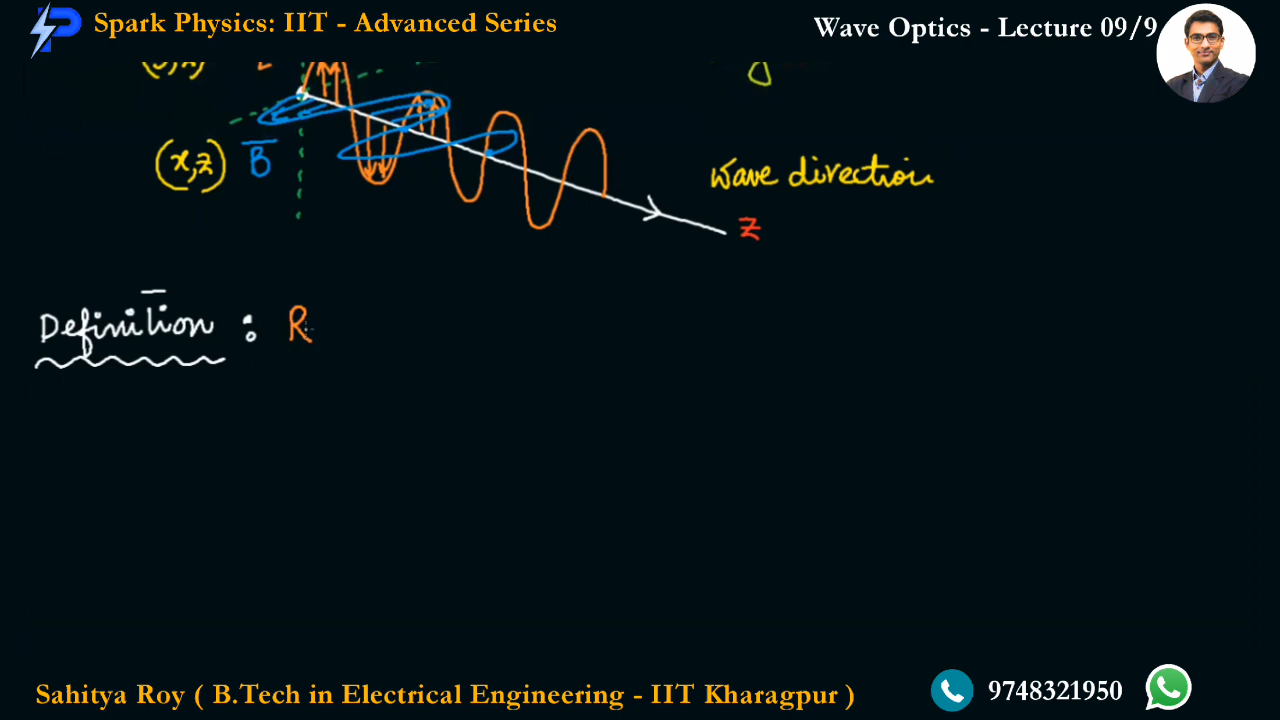 Spark Physics: IIT - Advanced Series
Wave Optics - Lecture 09/9
(x,z) B
wave direction
z
Definition : R
Sahitya Roy ( B.Tech in Electrical Engineering - IIT Kharagpur )
9748321950